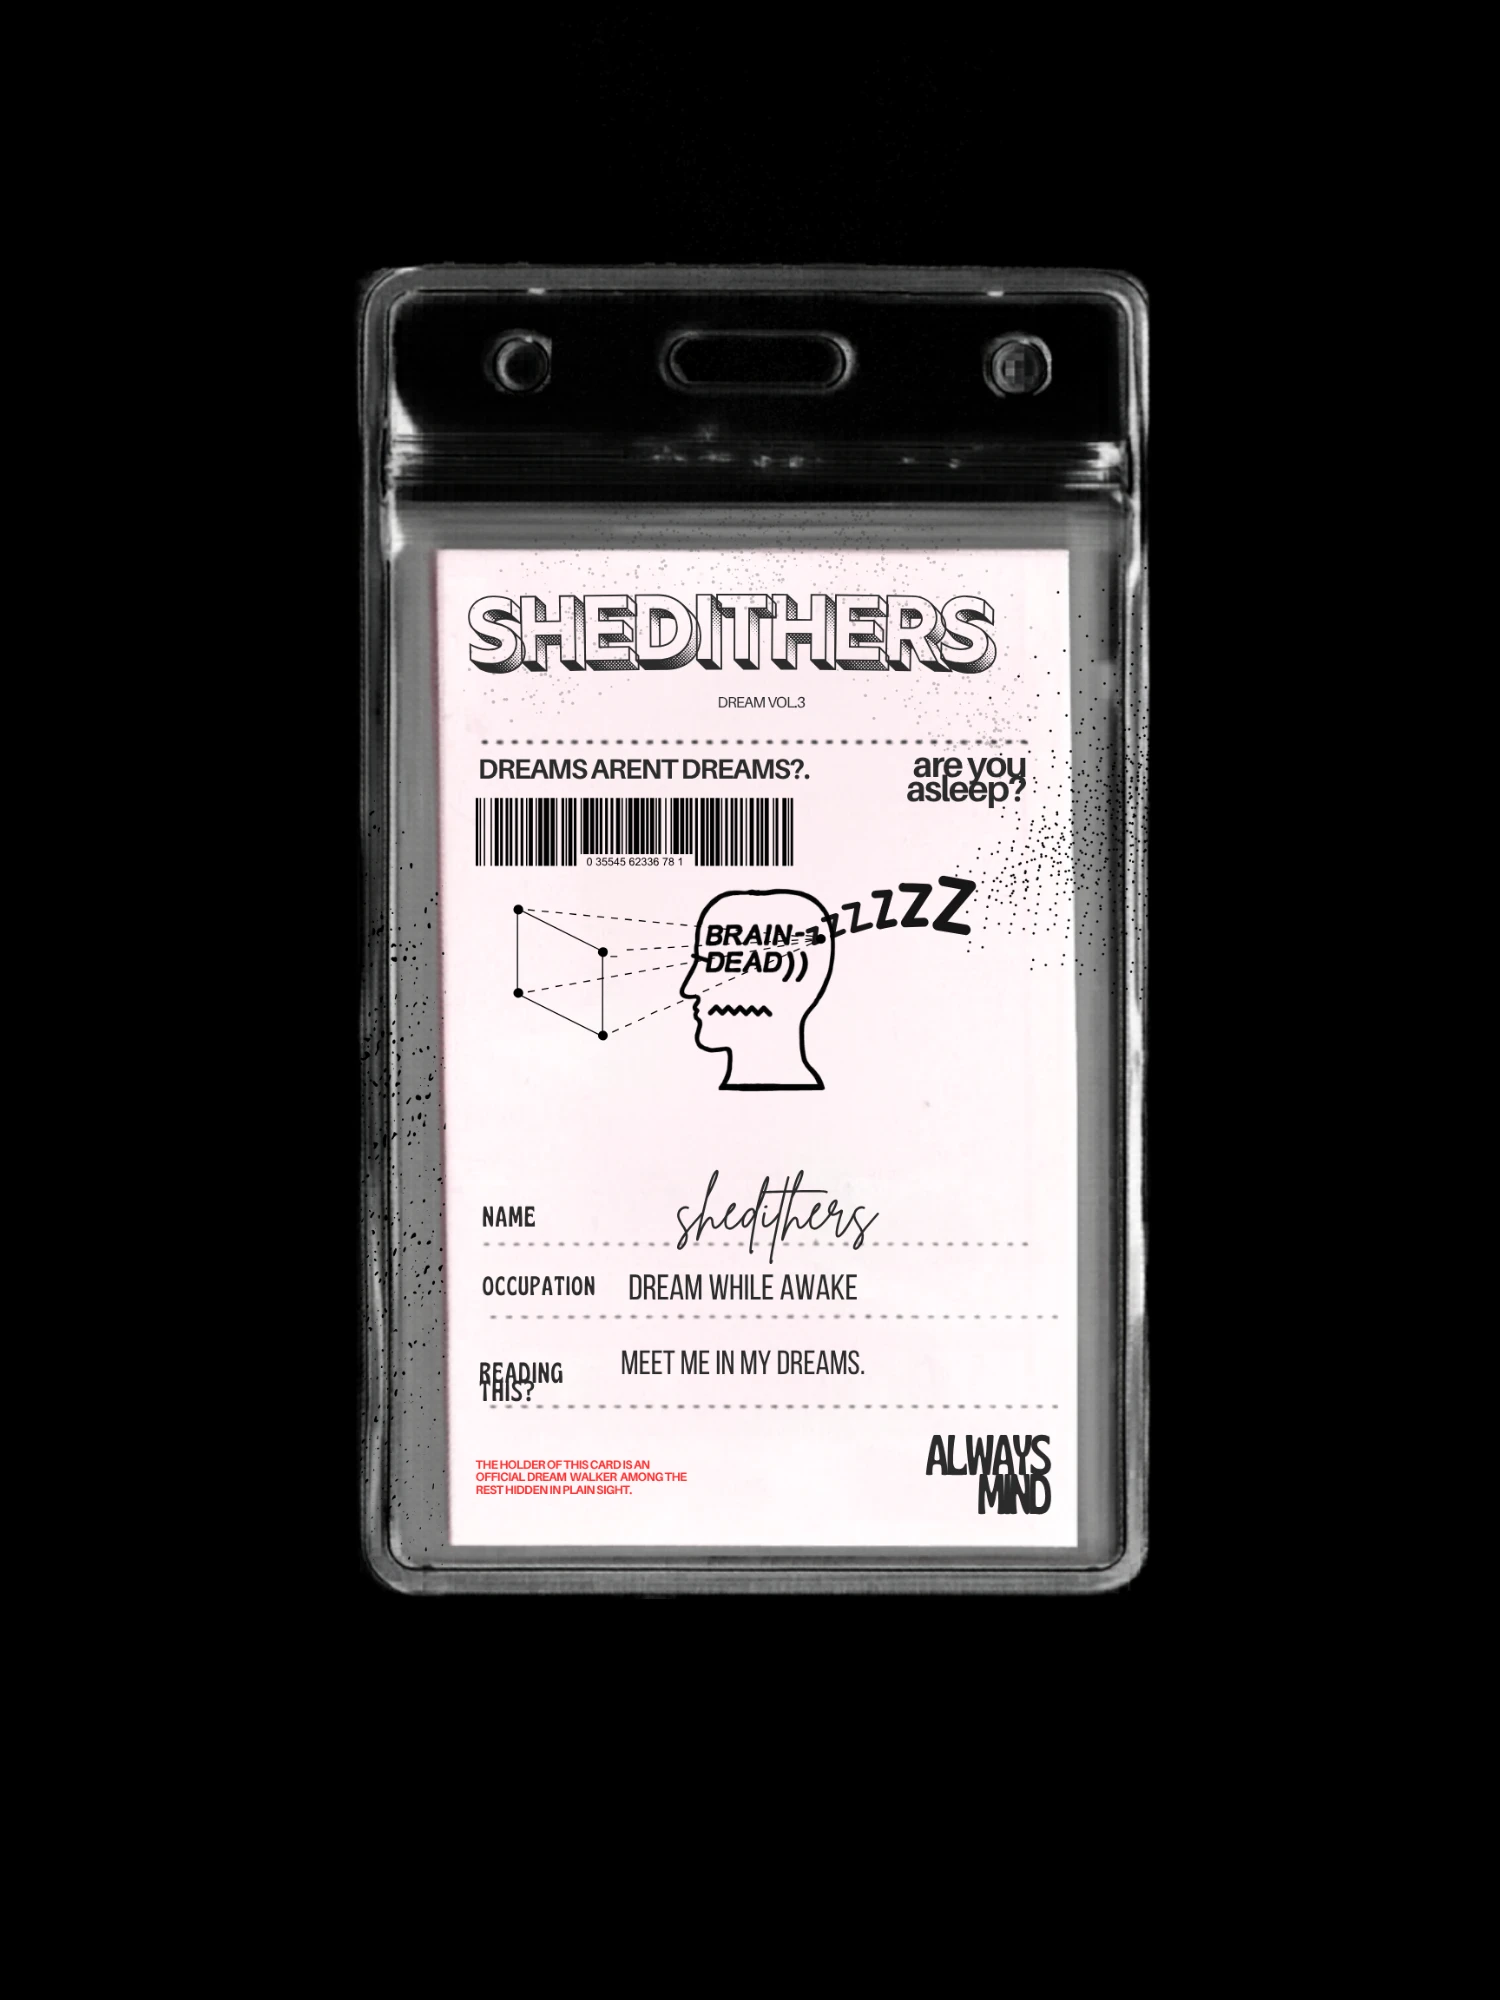 SHEDITHERS
DREAM VOL.3
DREAMS ARENT DREAMS?.
are you
asleep?
0 35545 62336 78 1
zzzzzZ
BRAIN-
DEAD))
NAME
shedithers
OCCUPATION DREAM WHILE AWAKE
READING
THIS?
MEET ME IN MY DREAMS.
THE HOLDER OF THIS CARD IS AN
OFFICIAL DREAM WALKER AMONG THE
REST HIDDEN IN PLAIN SIGHT.
ALWAYS
MIND